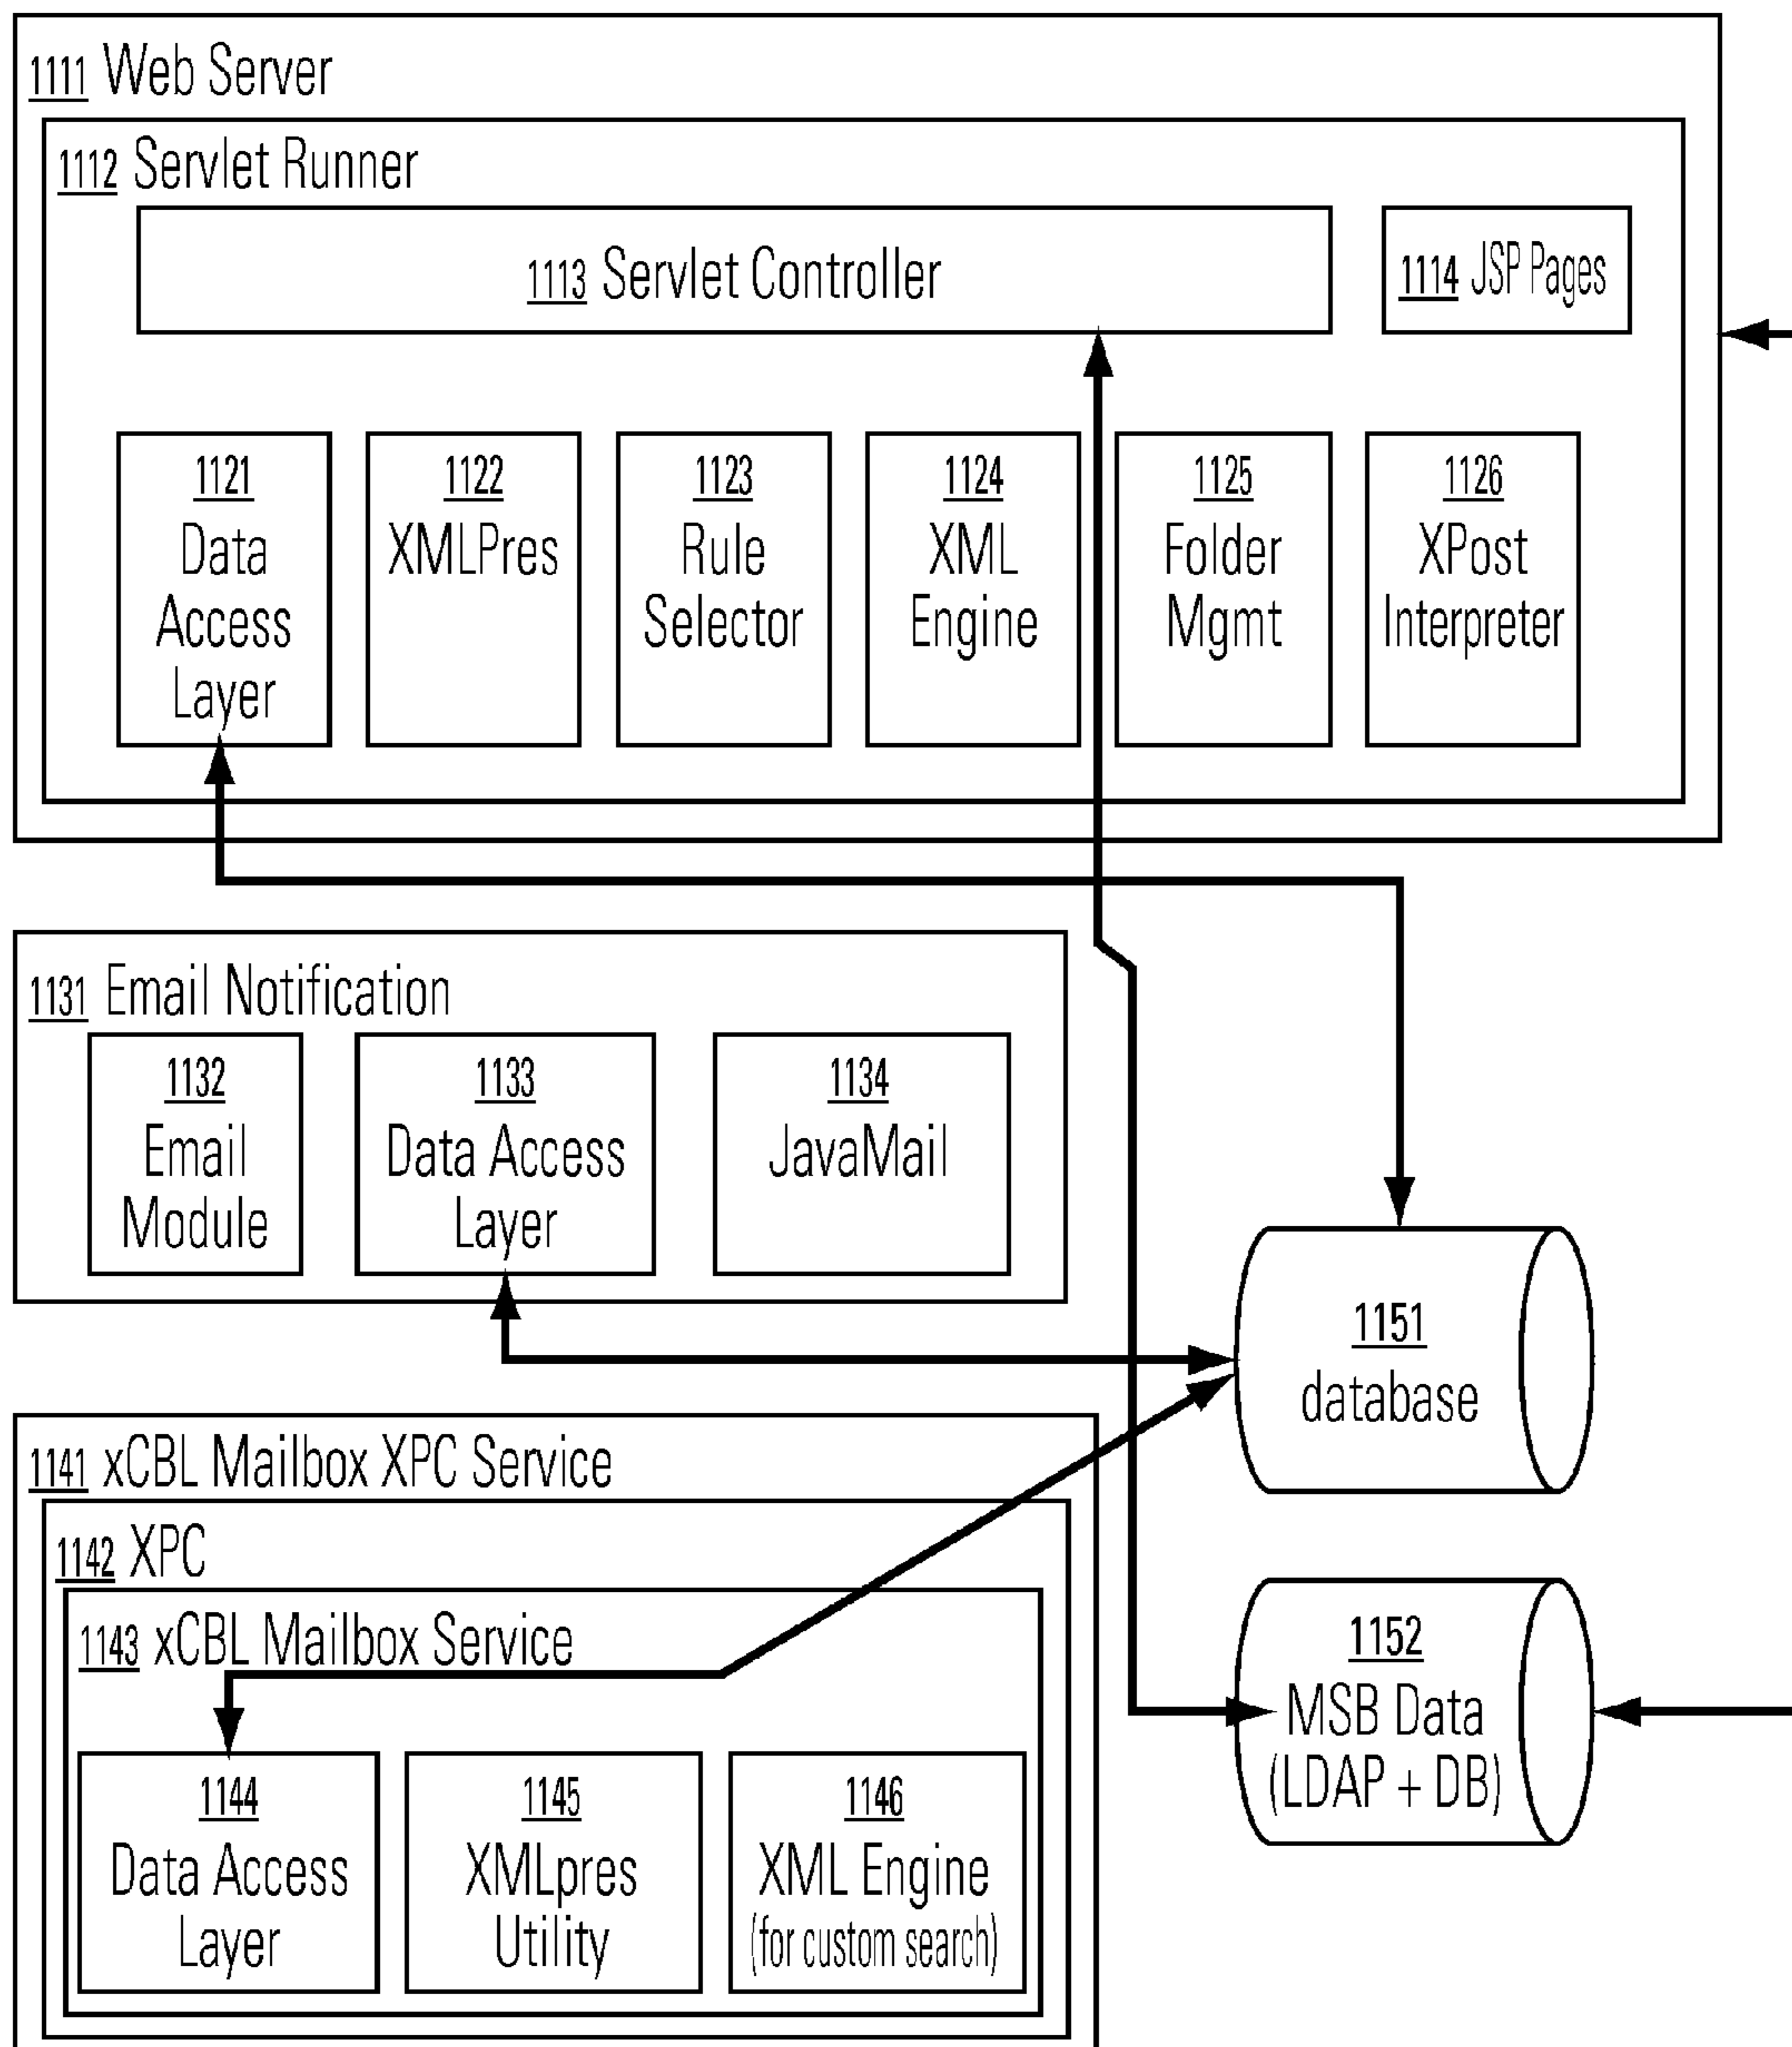 1111 Web Server
1112 Servlet Runner
1113 Servlet Controller
1114 JSP Pages
1121
Data
Access
Layer
1122
XMLPres
1123
Rule
Selector
1124
XML
Engine
1125
Folder
Mgmt
1126
XPost
Interpreter
1131 Email Notification
1132
Email
Module
1133
Data Access
Layer
1134
JavaMail
1151
database
1141 xCBL Mailbox XPC Service
1142 XPC
1143 xCBL Mailbox Service
1144
Data Access
Layer
1145
XMLpres
Utility
1146
XML Engine
(for custom search)
1152
MSB Data
(LDAP + DB)